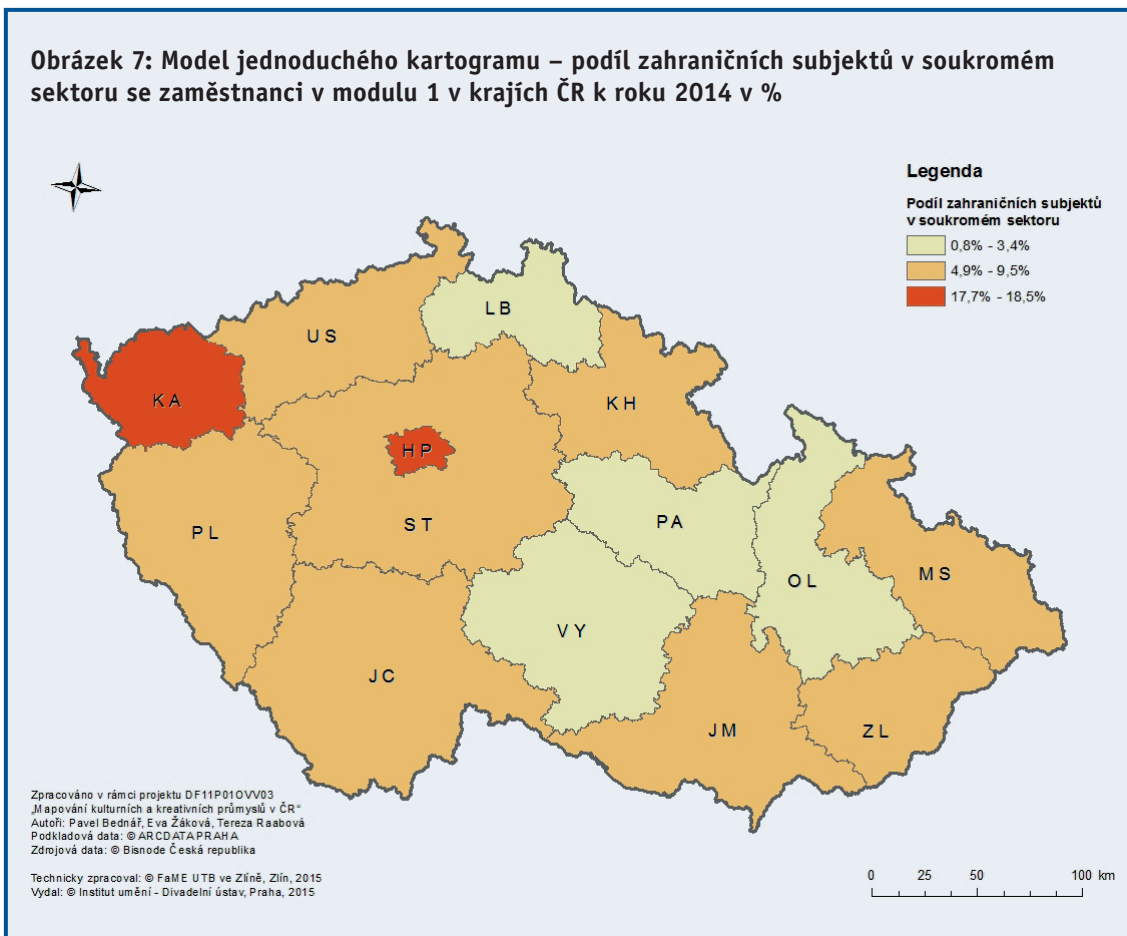 Obrázek 7: Model jednoduchého kartogramu – podíl zahraničních subjektů v soukromém
sektoru se zaměstnanci v modulu 1 v krajích ČR k roku 2014 v %
Legenda
Podíl zahraničních subjektů
v soukromém sektoru
0,8% - 3,4%
4,9% - 9,5%
17,7% - 18,5%
LB
US
KA
KH
HP
PA
ST
PL
MS
OL
VY
JC
JM
ZL
Zpracováno v rámci projektu DF11P01OVV03
„Mapování kulturních a kreativních průmyslů v ČR“
Autoři: Pavel Bednář, Eva Žáková, Tereza Raabová
Podkladová data: © ARCDATA PRAHA
Zdrojová data: © Bisnode Česká republika
Technicky zpracoval: © FaME UTB ve Zlíně, Zlín, 2015
Vydal: © Institut umění - Divadelní ústav, Praha, 2015
0 25 50 100 km